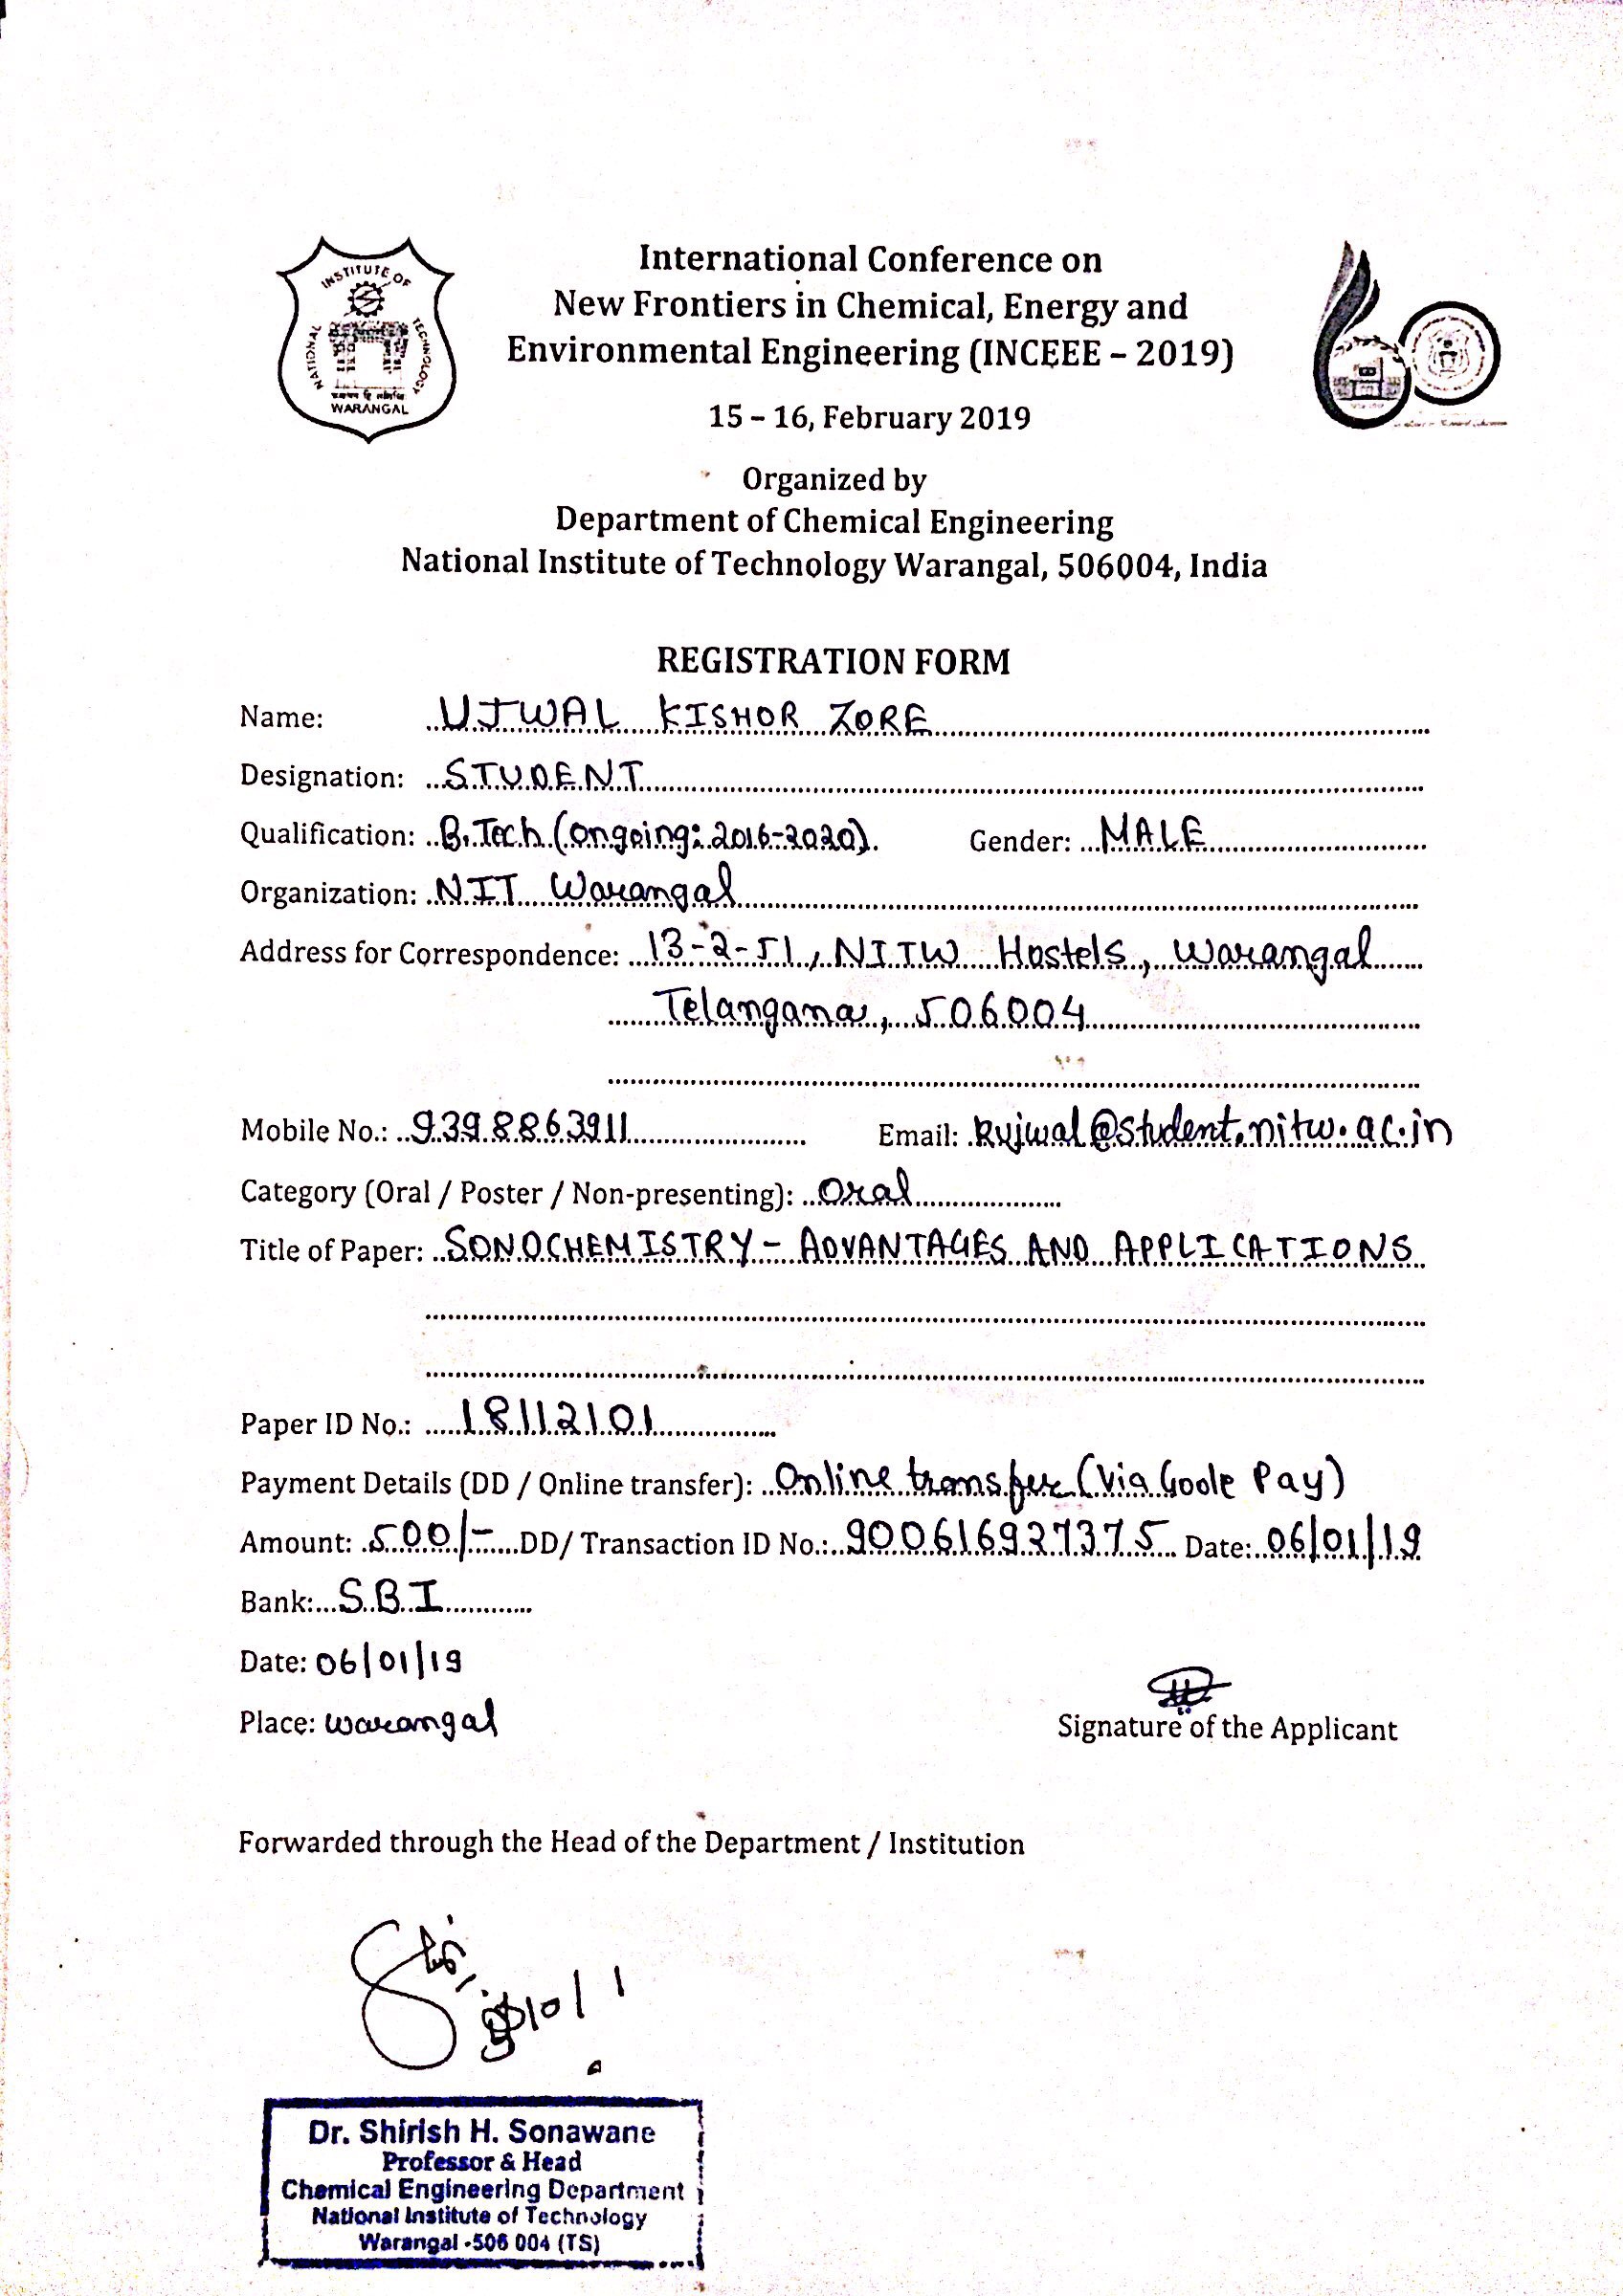 INSTITUTE OF
NATIONAL
TECHNOLOGY
WARANGAL
International Conference on
New Frontiers in Chemical, Energy and
Environmental Engineering (INCEEE – 2019)
15 – 16, February 2019
Organized by
Department of Chemical Engineering
National Institute of Technology Warangal, 506004, India
REGISTRATION FORM
Name: UJWAL KISHOR ZORE
Designation: STUDENT
Qualification: B.Tech (ongoing: 2016-2020). Gender: MALE
Organization: NIT Warangal
Address for Correspondence: 13-2-51, NITW Hostels, Warangal
Telangana, 506004
Mobile No.: 9398863911 Email: kujwal@student.nitw.ac.in
Category (Oral / Poster / Non-presenting): Oral
Title of Paper: SONOCHEMISTRY - ADVANTAGES AND APPLICATIONS
Paper ID No.: 18112101
Payment Details (DD / Online transfer): Online transfer (Via Goole Pay)
Amount: 500/- DD/ Transaction ID No.: 900616927375 Date: 06/01/19
Bank: SBI
Date: 06/01/19
Place: Warangal
Signature of the Applicant
Forwarded through the Head of the Department / Institution
Dr. Shirish H. Sonawane
Professor & Head
Chemical Engineering Department
National Institute of Technology
Warangal -506 004 (TS)